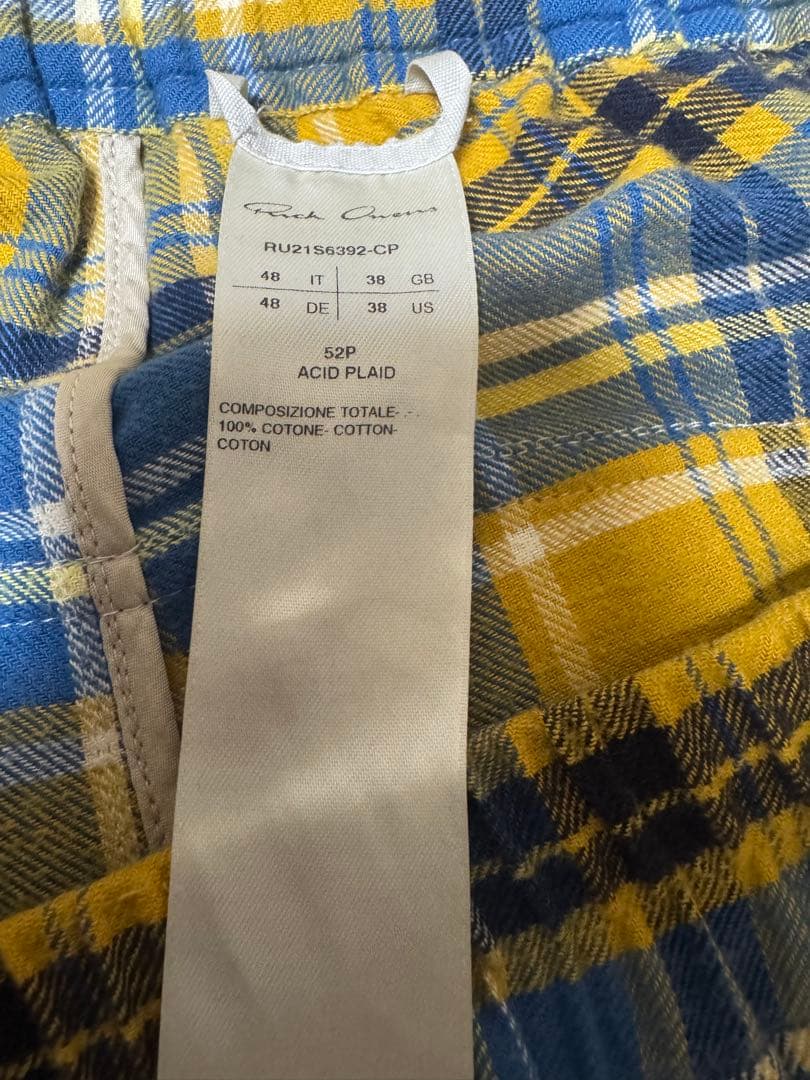 Rick Owens
RU21S6392-CP
48 IT 38 GB
48 DE 38 US
52P
ACID PLAID
COMPOSIZIONE TOTALE- .- .
100% COTONE- COTTON-
COTON